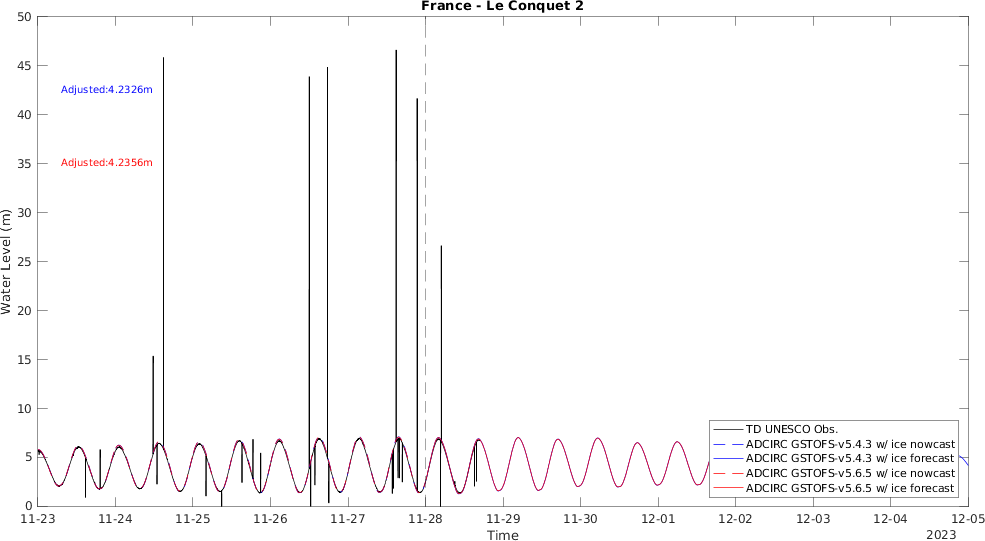 France - Le Conquet 2
50
45
40
35
30
25
20
15
10
5
0
Water Level (m)
Adjusted:4.2326m
Adjusted:4.2356m
TD UNESCO Obs.
ADCIRC GSTOFS-v5.4.3 w/ ice nowcast
ADCIRC GSTOFS-v5.4.3 w/ ice forecast
ADCIRC GSTOFS-v5.6.5 w/ ice nowcast
ADCIRC GSTOFS-v5.6.5 w/ ice forecast
11-23 11-24 11-25 11-26 11-27 11-28 11-29 11-30 12-01 12-02 12-03 12-04 12-05
Time
2023